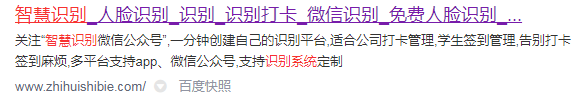 智慧识别_人脸识别_识别_识别打卡_微信识别_免费人脸识别_...
关注“智慧识别微信公众号”,一分钟创建自己的识别平台,适合公司打卡管理,学生签到管理,告别打卡
签到麻烦,多平台支持app、微信公众号,支持识别系统定制
www.zhihuishibie.com/ 百度快照